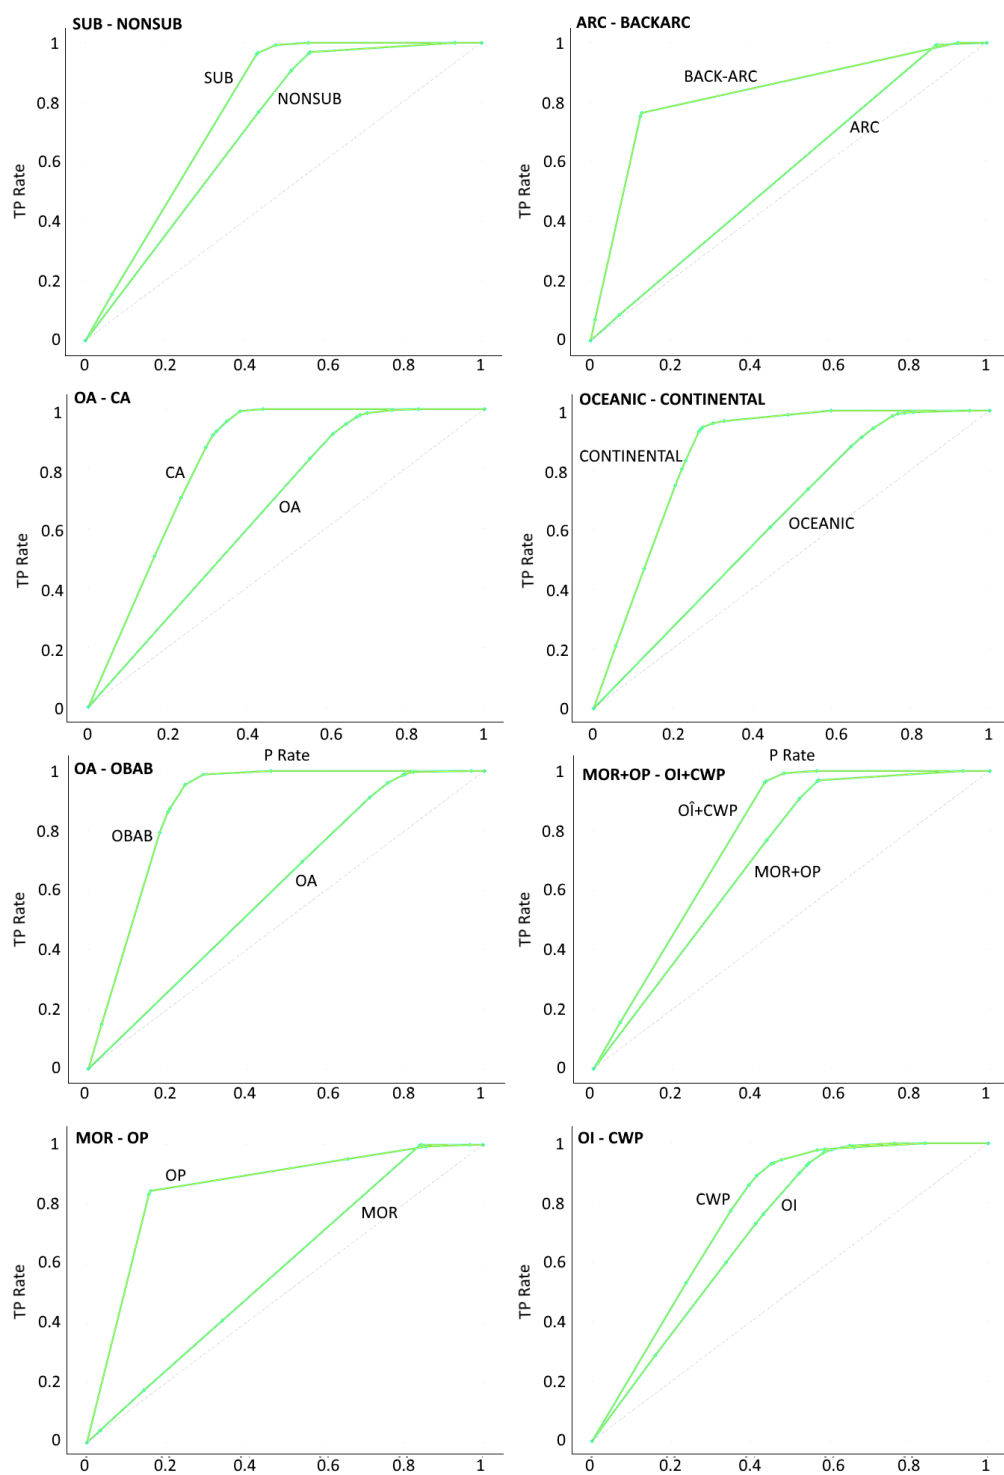 SUB - NONSUB
1
0.8
0.6
0.4
0.2
0
TP Rate
SUB
NONSUB
0 0.2 0.4 0.6 0.8 1
ARC - BACKARC
1
0.8
0.6
0.4
0.2
0
TP Rate
BACK-ARC
ARC
0 0.2 0.4 0.6 0.8 1
OA - CA
1
0.8
0.6
0.4
0.2
0
TP Rate
CA
OA
0 0.2 0.4 0.6 0.8 1
P Rate
OCEANIC - CONTINENTAL
1
0.8
0.6
0.4
0.2
0
TP Rate
CONTINENTAL
OCEANIC
0 0.2 0.4 0.6 0.8 1
P Rate
OA - OBAB
1
0.8
0.6
0.4
0.2
0
TP Rate
OBAB
OA
0 0.2 0.4 0.6 0.8 1
MOR+OP - OI+CWP
1
0.8
0.6
0.4
0.2
0
TP Rate
OÎ+CWP
MOR+OP
0 0.2 0.4 0.6 0.8 1
MOR - OP
1
0.8
0.6
0.4
0.2
0
TP Rate
OP
MOR
0 0.2 0.4 0.6 0.8 1
OI - CWP
1
0.8
0.6
0.4
0.2
0
TP Rate
CWP
OI
0 0.2 0.4 0.6 0.8 1